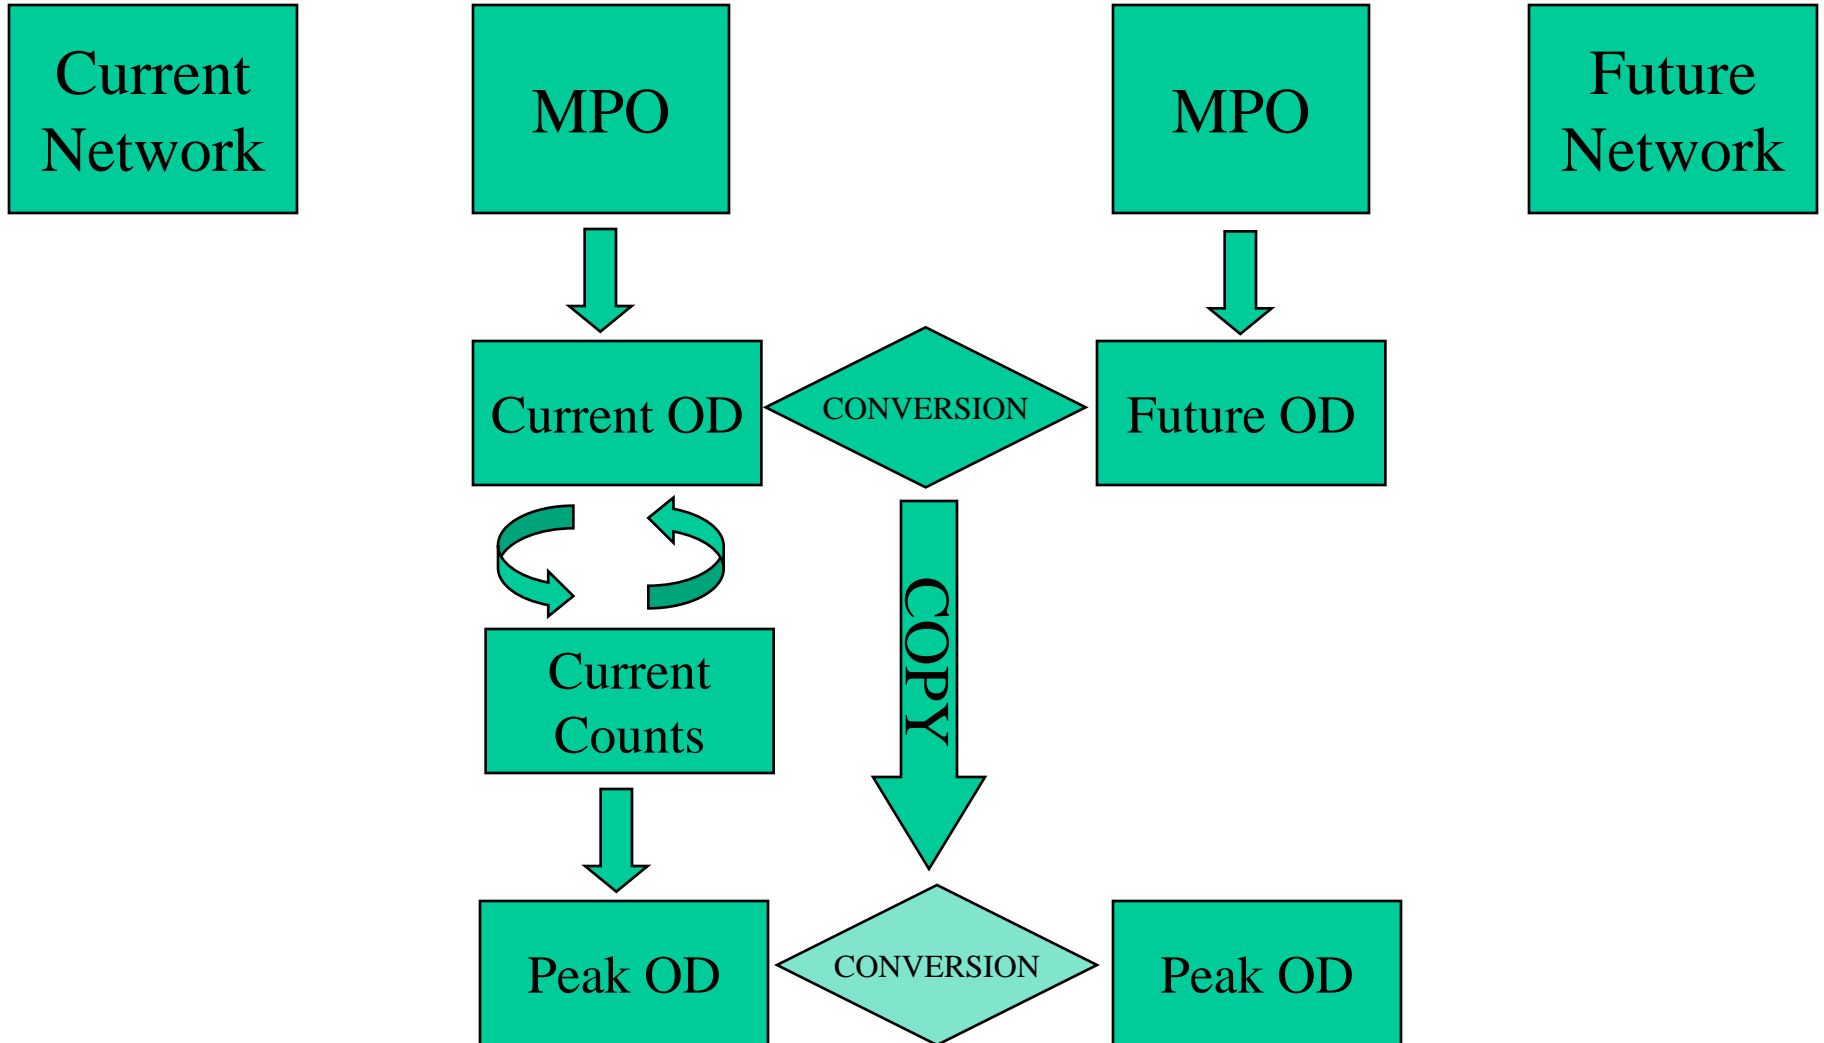 Current
Network
MPO
MPO
Future
Network
Current OD
CONVERSION
Future OD
COPY
Current
Counts
Peak OD
CONVERSION
Peak OD